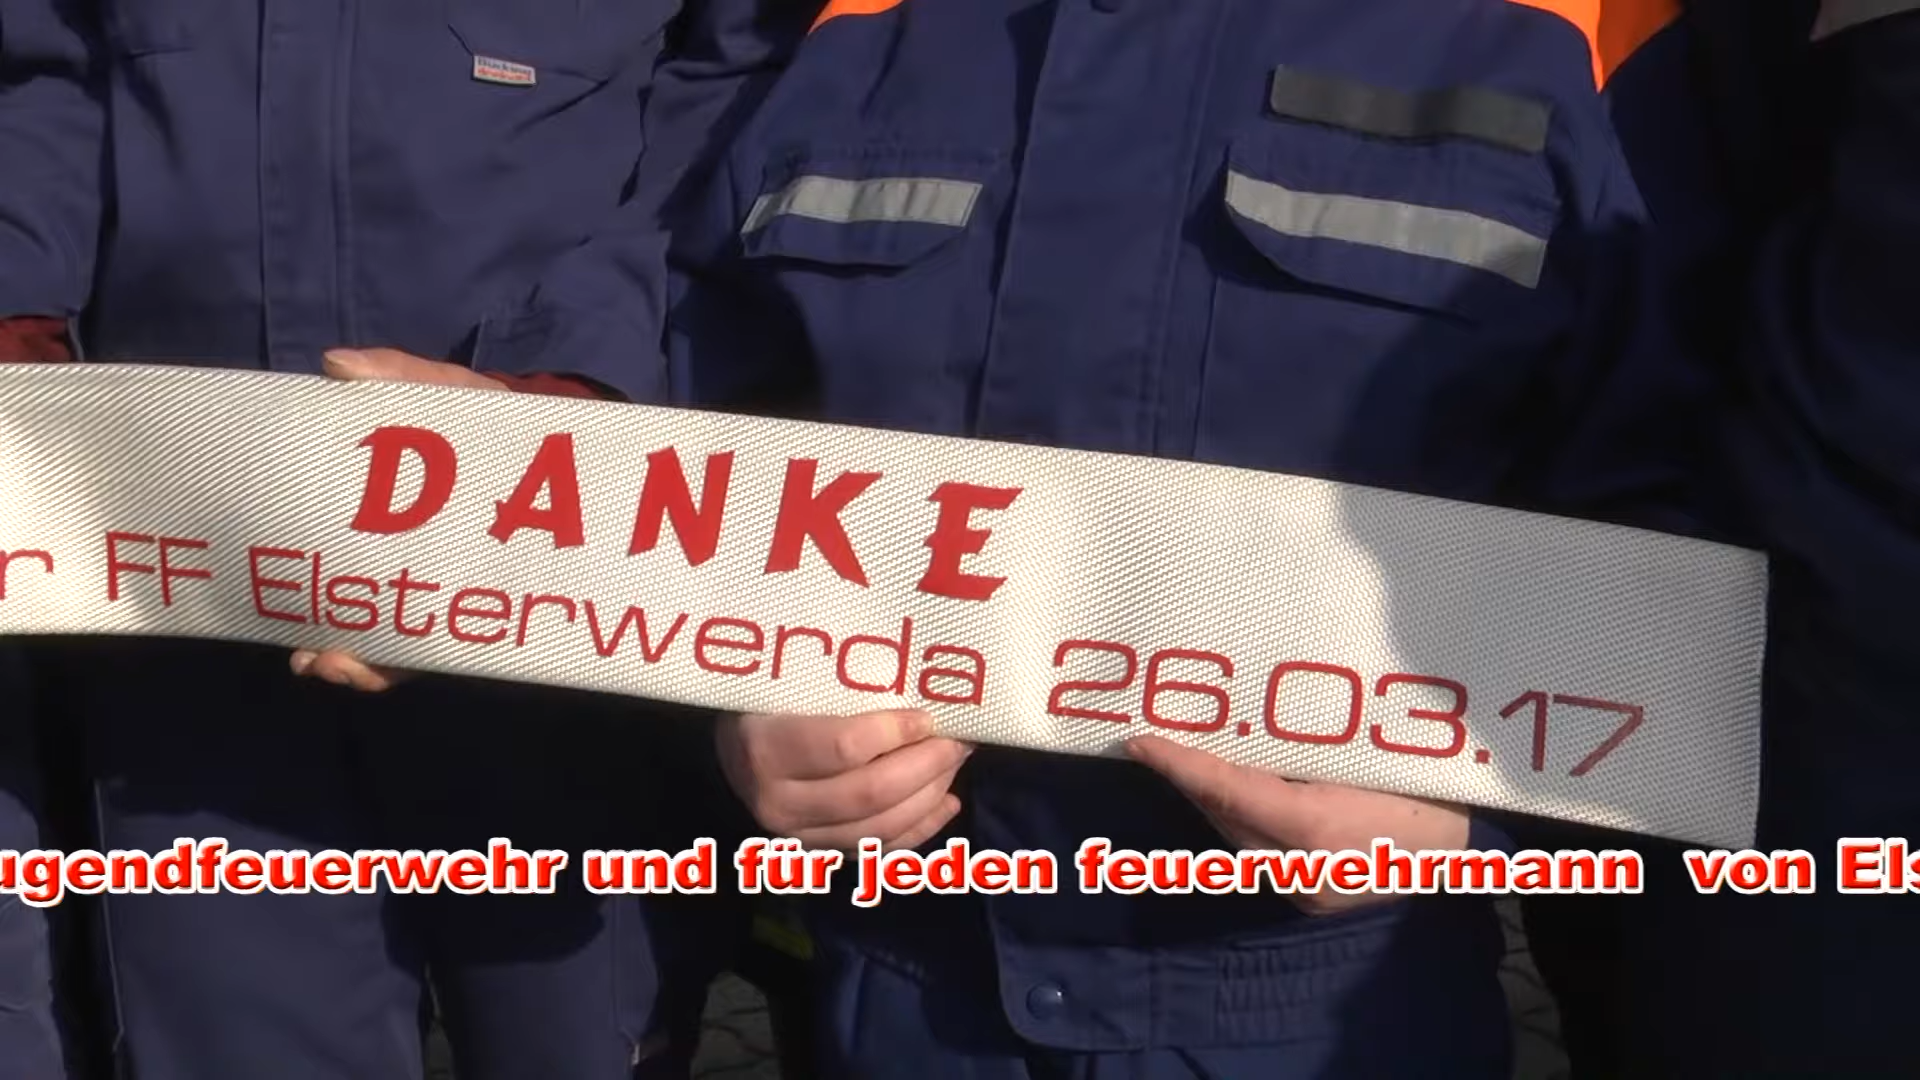 DANKE
r FF Elsterwerda 26.03.17
ugendfeuerwehr und für jeden feuerwehrmann von Els